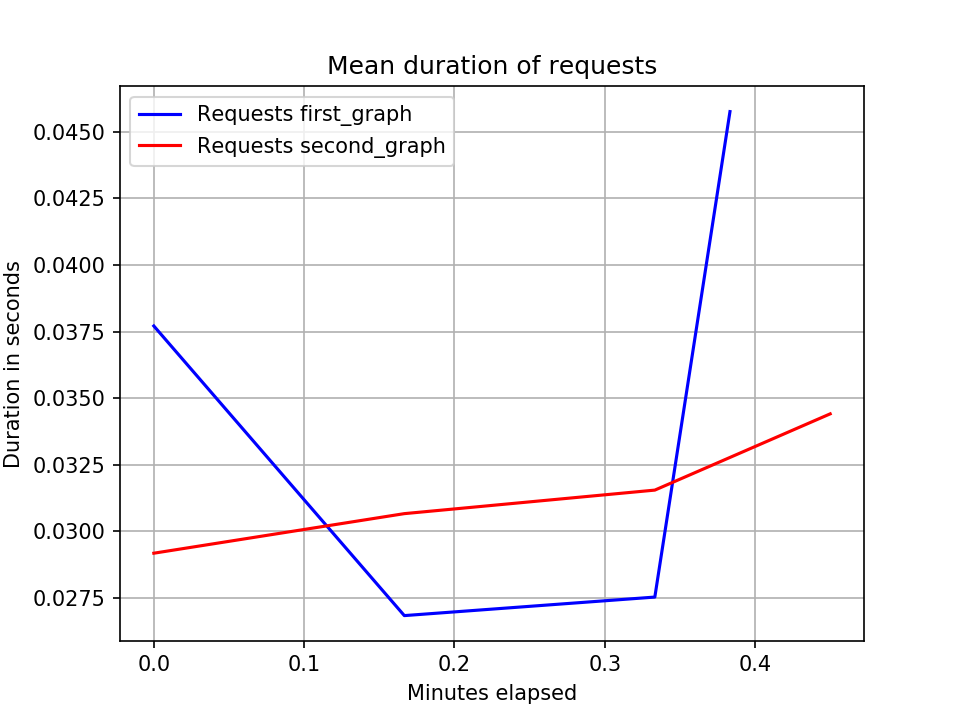 Mean duration of requests
Requests first_graph
Requests second_graph
Duration in seconds
0.0450
0.0425
0.0400
0.0375
0.0350
0.0325
0.0300
0.0275
0.0 0.1 0.2 0.3 0.4
Minutes elapsed